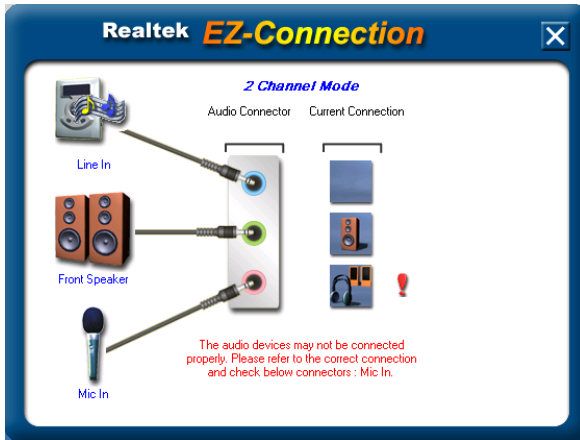 Realtek EZ-Connection
2 Channel Mode
Audio Connector Current Connection
Line In
Front Speaker
Mic In
The audio devices may not be connected
properly. Please refer to the correct connection
and check below connectors : Mic In.